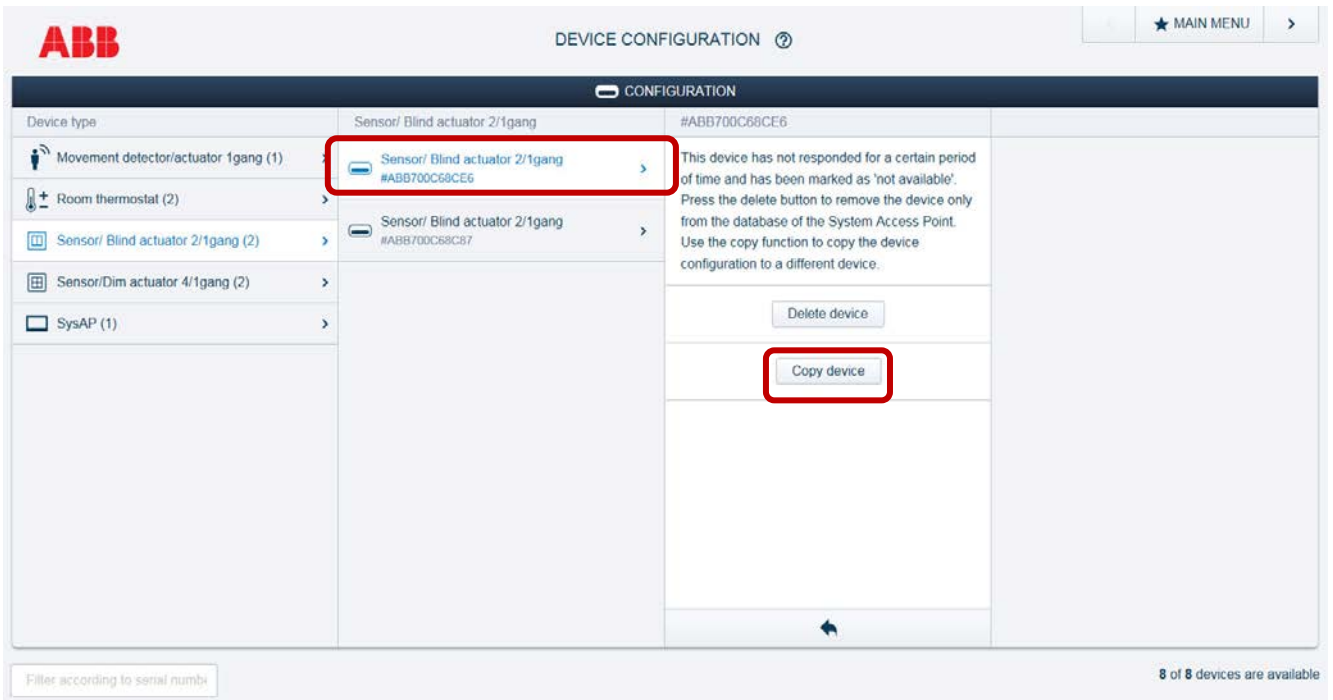 ABB
DEVICE CONFIGURATION ?
★ MAIN MENU >
CONFIGURATION
Device type
Movement detector/actuator 1gang (1)
Room thermostat (2)
Sensor/ Blind actuator 2/1gang (2)
Sensor/Dim actuator 4/1gang (2)
SysAP (1)
Sensor/ Blind actuator 2/1gang
Sensor/ Blind actuator 2/1gang
#ABB700C68CE6
Sensor/ Blind actuator 2/1gang
#ABB700C68C87
#ABB700C68CE6
This device has not responded for a certain period
of time and has been marked as 'not available'.
Press the delete button to remove the device only
from the database of the System Access Point.
Use the copy function to copy the device
configuration to a different device.
Delete device
Copy device
Filter according to serial numbe
8 of 8 devices are available